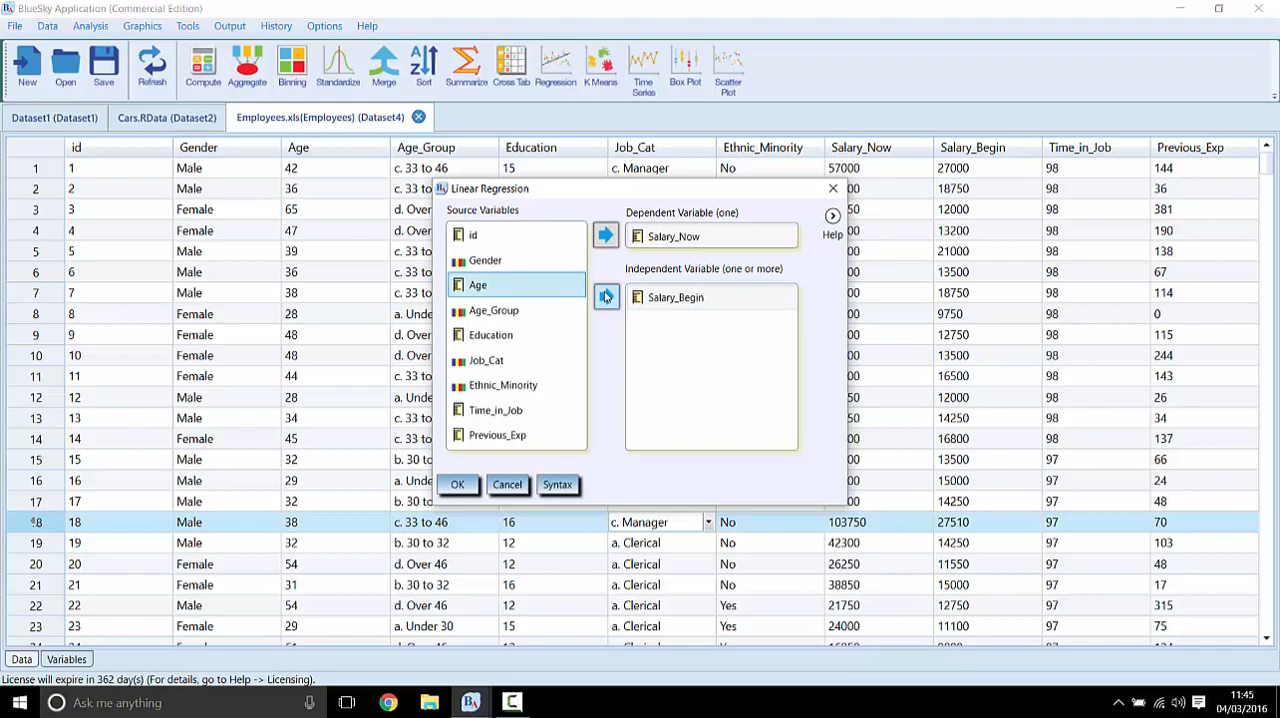 BlueSky Application (Commercial Edition)
File Data Analysis Graphics Tools Output History Options Help
New Open Save Refresh Compute Aggregate Binning Standardize Merge Sort Summarize Cross Tab Regression K Means Time Series Box Plot Scatter Plot
Dataset1 (Dataset1) Cars.RData (Dataset2) Employees.xls(Employees) (Dataset4)
id Gender Age Age_Group Education Job_Cat Ethnic_Minority Salary_Now Salary_Begin Time_in_Job Previous_Exp
1 1 Male 42 c. 33 to 46 15 c. Manager No 57000 27000 98 144
2 2 Male 36 c. 33 18750 98 36
3 3 Female 65 d. Over 12000 98 381
4 4 Female 47 d. Over 13200 98 190
5 5 Male 39 c. 33 21000 98 138
6 6 Male 36 c. 33 13500 98 67
7 7 Male 38 c. 33 18750 98 114
8 8 Female 28 a. Und 9750 98 0
9 9 Female 48 d. Over 12750 98 115
10 10 Female 48 d. Over 13500 98 244
11 11 Female 44 c. 33 16500 98 143
12 12 Male 28 a. Und 12000 98 26
13 13 Male 34 c. 33 14250 98 34
14 14 Female 45 c. 33 16800 98 137
15 15 Male 32 b. 30 13500 97 66
16 16 Male 29 a. Und 15000 97 24
17 17 Male 32 b. 30 14250 97 48
18 18 Male 38 c. 33 to 46 16 c. Manager No 103750 27510 97 70
19 19 Male 32 b. 30 to 32 12 a. Clerical No 42300 14250 97 103
20 20 Female 54 d. Over 46 12 a. Clerical No 26250 11550 97 48
21 21 Female 31 b. 30 to 32 16 a. Clerical No 38850 15000 97 17
22 22 Male 54 d. Over 46 12 a. Clerical Yes 21750 12750 97 315
23 23 Female 29 a. Under 30 15 a. Clerical Yes 24000 11100 97 75
Linear Regression
Source Variables
id
Gender
Age
Age_Group
Education
Job_Cat
Ethnic_Minority
Time_in_Job
Previous_Exp
Dependent Variable (one)
Salary_Now
Help
Independent Variable (one or more)
Salary_Begin
OK Cancel Syntax
Data Variables
License will expire in 362 day(s) (For details, go to Help -> Licensing).
Ask me anything
11:45
04/03/2016